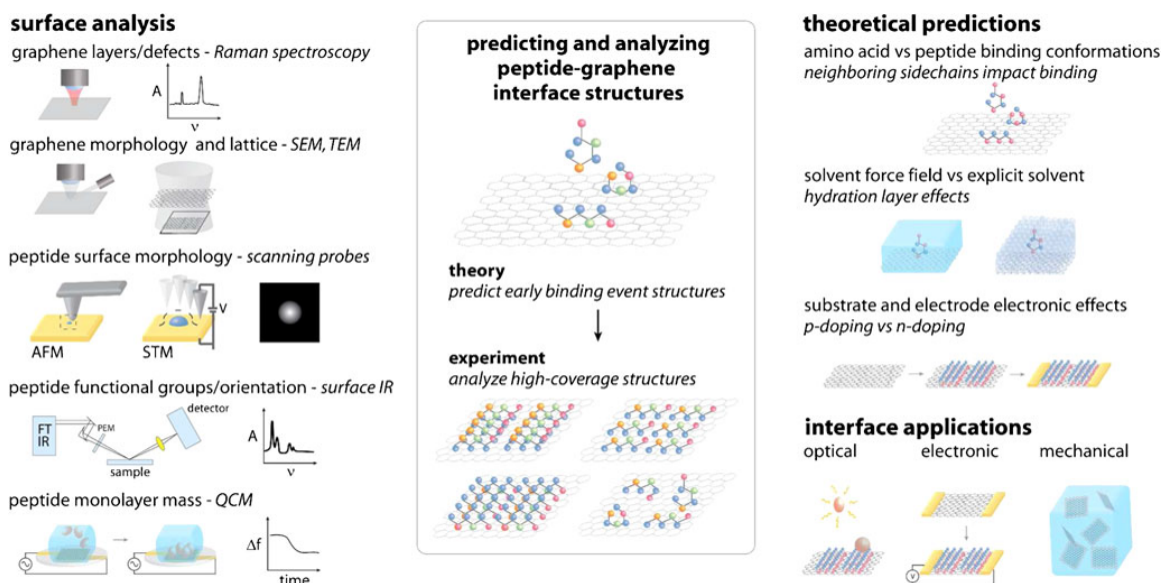 surface analysis
graphene layers/defects - Raman spectroscopy
A
ν
graphene morphology and lattice - SEM, TEM
peptide surface morphology - scanning probes
V
AFM
STM
peptide functional groups/orientation - surface IR
FT
IR
PEM
detector
sample
A
ν
peptide monolayer mass - QCM
Δf
time
predicting and analyzing
peptide-graphene
interface structures
theory
predict early binding event structures
experiment
analyze high-coverage structures
theoretical predictions
amino acid vs peptide binding conformations
neighboring sidechains impact binding
solvent force field vs explicit solvent
hydration layer effects
substrate and electrode electronic effects
p-doping vs n-doping
interface applications
optical
electronic
mechanical
V